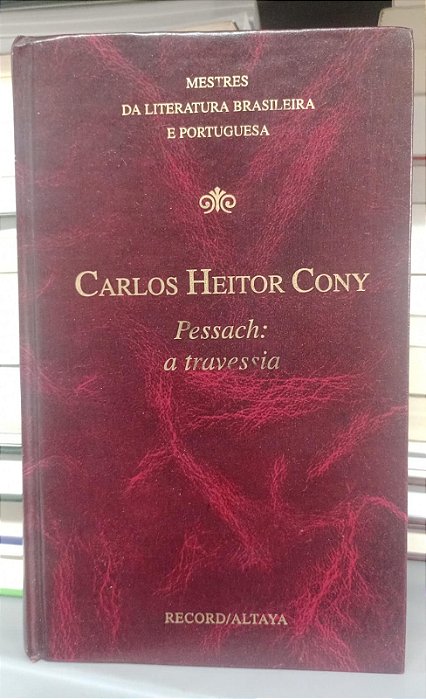 MESTRES
DA LITERATURA BRASILEIRA
E PORTUGUESA
CARLOS HEITOR CONY
Pessach:
a travessia
RECORD/ALTAYA